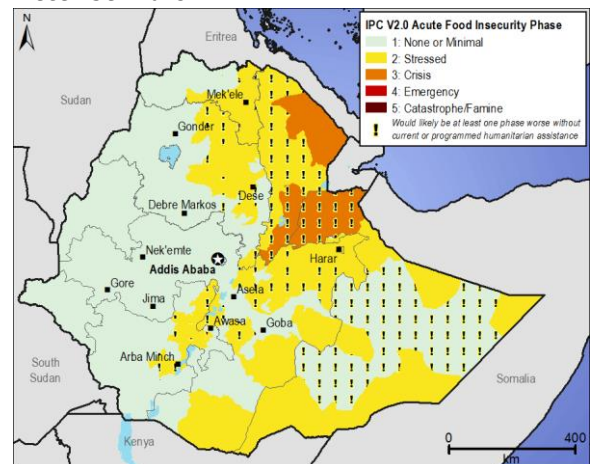 N
Eritrea
Sudan
Mek'ele
Gonder
Dese
Debre Markos
Nek'emte
Addis Ababa
Harar
Gore
Jima
Asela
Awasa
Goba
Arba Minch
South
Sudan
Somalia
Kenya
IPC V2.0 Acute Food Insecurity Phase
1: None or Minimal
2: Stressed
3: Crisis
4: Emergency
5: Catastrophe/Famine
! Would likely be at least one phase worse without
current or programmed humanitarian assistance
0 400
km